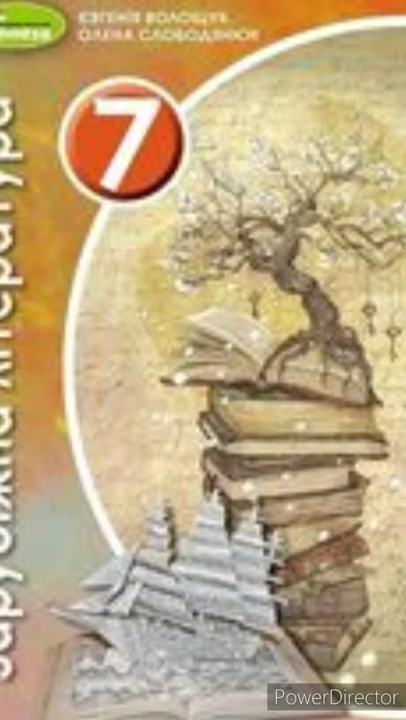 ЄВГЕНІЯ ВОЛОЩУК
ОЛЕНА СЛОБОДЯНЮК
7
зарубіжна література
PowerDirector